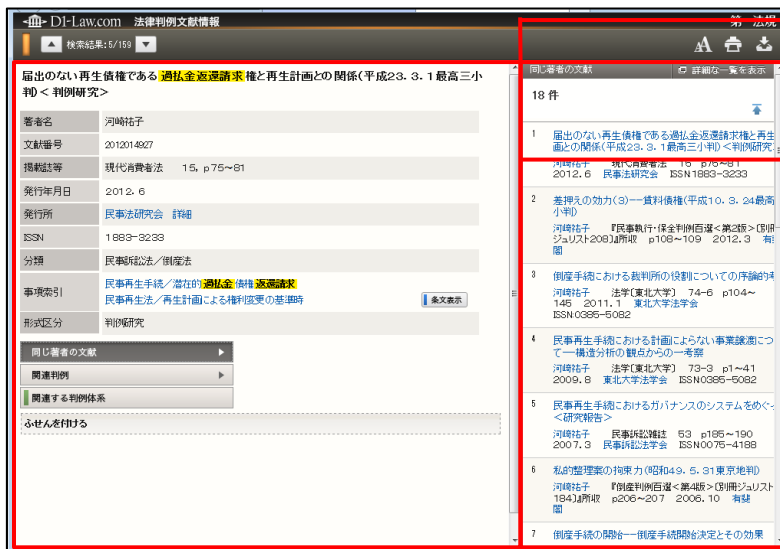 D1-Law.com 法律判例文献情報
第一法規
検索結果:5/159
届出のない再生債権である 過払金返還請求 権と再生計画との関係(平成23．3．1最高三小
判)<判例研究>
著者名 河崎祐子
文献番号 2012014927
掲載誌等 現代消費者法 15, p75~81
発行年月日 2012.6
発行所 民事法研究会 詳細
ISSN 1883-3233
分類 民事訴訟法/倒産法
事項索引 民事再生手続/潜在的 過払金 債権 返還請求
民事再生法/再生計画による権利変更の基準時
条文表示
形式区分 判例研究
同じ著者の文献
関連判例
関連する判例体系
ふせんを付ける
同じ著者の文献 詳細な一覧を表示
18 件
1 届出のない再生債権である過払金返還請求権と再生
画との関係(平成23．3．1最高三小判)<判例研究
河崎祐子 現代消費者法 15 p75~81
2012.6 民事法研究会 ISSN1883-3233
2 差押えの効力(3)――賃料債権(平成10．3．24最高
小判)
河崎祐子 『民事執行・保全判例百選<第2版>〔別冊
ジュリスト208〕』所収 p108~109 2012.3 有斐
閣
3 倒産手続における裁判所の役割についての序論的考
河崎祐子 法学〔東北大学〕 74-6 p104~
145 2011.1 東北大学法学会
ISSN0385-5082
4 民事再生手続における計画によらない事業譲渡につ
て――構造分析の観点からの一考察
河崎祐子 法学〔東北大学〕 73-3 p1~41
2009.8 東北大学法学会 ISSN0385-5082
5 民事再生手続におけるガバナンスのシステムをめぐっ
<研究報告>
河崎祐子 民事訴訟雑誌 53 p185~190
2007.3 民事訴訟法学会 ISSN0075-4188
6 私的整理案の拘束力(昭和49．5．31東京地判)
河崎祐子 『倒産判例百選<第4版>〔別冊ジュリスト
184〕』所収 p206~207 2006.10 有斐
閣
7 倒産手続の開始――倒産手続開始決定とその効果